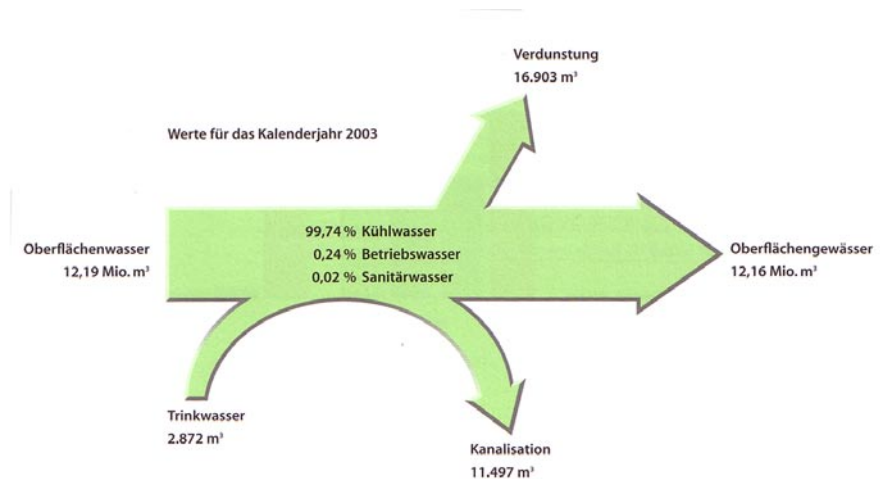 Verdunstung
16.903 m³
Werte für das Kalenderjahr 2003
99,74 % Kühlwasser
0,24 % Betriebswasser
0,02 % Sanitärwasser
Oberflächenwasser
12,19 Mio. m³
Oberflächengewässer
12,16 Mio. m³
Trinkwasser
2.872 m³
Kanalisation
11.497 m³